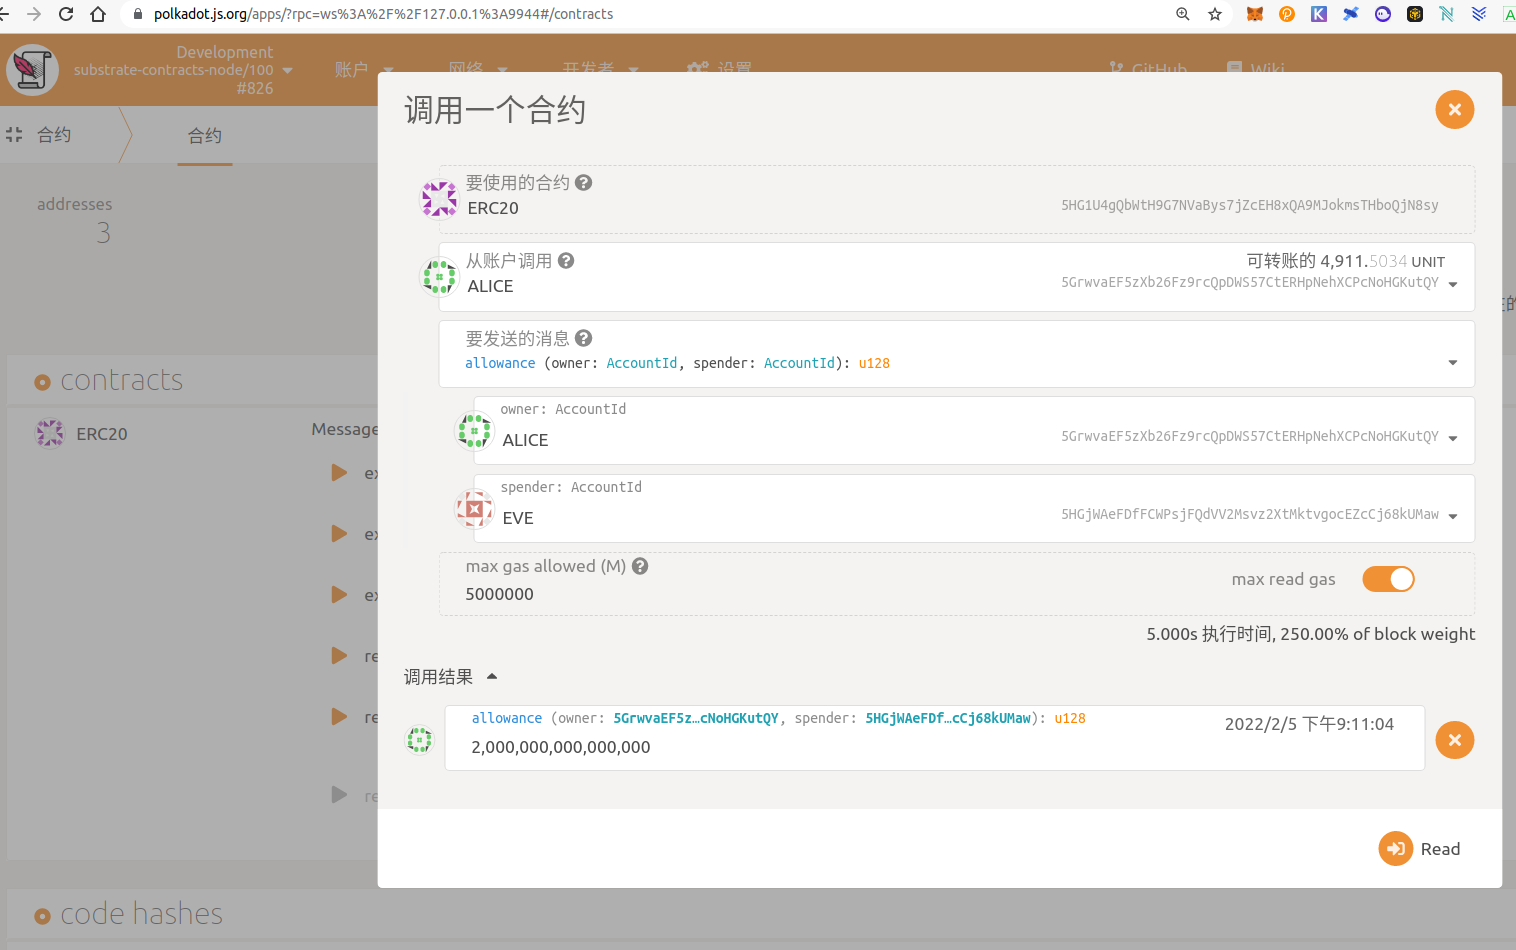 polkadot.js.org/apps/?rpc=ws%3A%2F%2F127.0.0.1%3A9944#/contracts
Development
substrate-contracts-node/100
#826
账户
网络
开发者
设置
GitHub
Wiki
合约
合约
addresses
3
contracts
ERC20
Message
ex
ex
ex
re
re
re
code hashes
调用一个合约
要使用的合约
ERC20
5HG1U4gQbWtH9G7NVaBys7jZcEH8xQA9MJokmsTHboQjN8sy
从账户调用
可转账的 4,911.5034 UNIT
ALICE
5GrwvaEF5zXb26Fz9rcQpDWS57CtERHpNehXCPcNoHGKutQY
要发送的消息
allowance (owner: AccountId, spender: AccountId): u128
owner: AccountId
ALICE
5GrwvaEF5zXb26Fz9rcQpDWS57CtERHpNehXCPcNoHGKutQY
spender: AccountId
EVE
5HGjWAeFDfFCWPsjFQdVV2Msvz2XtMktvgocEZcCj68kUMaw
max gas allowed (M)
5000000
max read gas
5.000s 执行时间, 250.00% of block weight
调用结果
allowance (owner: 5GrwvaEF5z…cNoHGKutQY, spender: 5HGjWAeFDf…cCj68kUMaw): u128
2022/2/5 下午9:11:04
2,000,000,000,000,000
Read